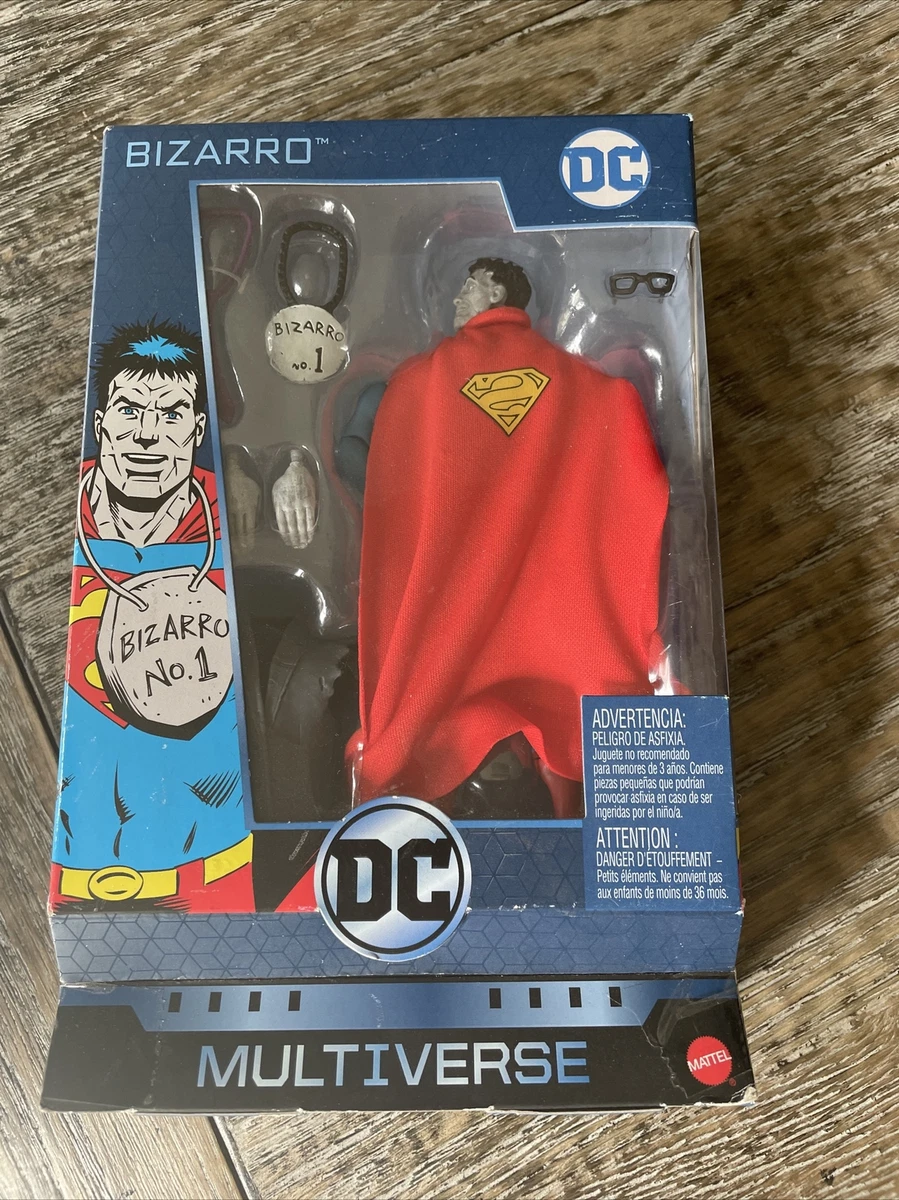 BIZARRO™
DC
BIZARRO
No. 1
BIZARRO
No. 1
ADVERTENCIA:
PELIGRO DE ASFIXIA.
Juguete no recomendado
para menores de 3 años. Contiene
piezas pequeñas que podrían
provocar asfixia en caso de ser
ingeridas por el niño/a.
ATTENTION :
DANGER D'ÉTOUFFEMENT –
Petits éléments. Ne convient pas
aux enfants de moins de 36 mois.
DC
MULTIVERSE
MATTEL®